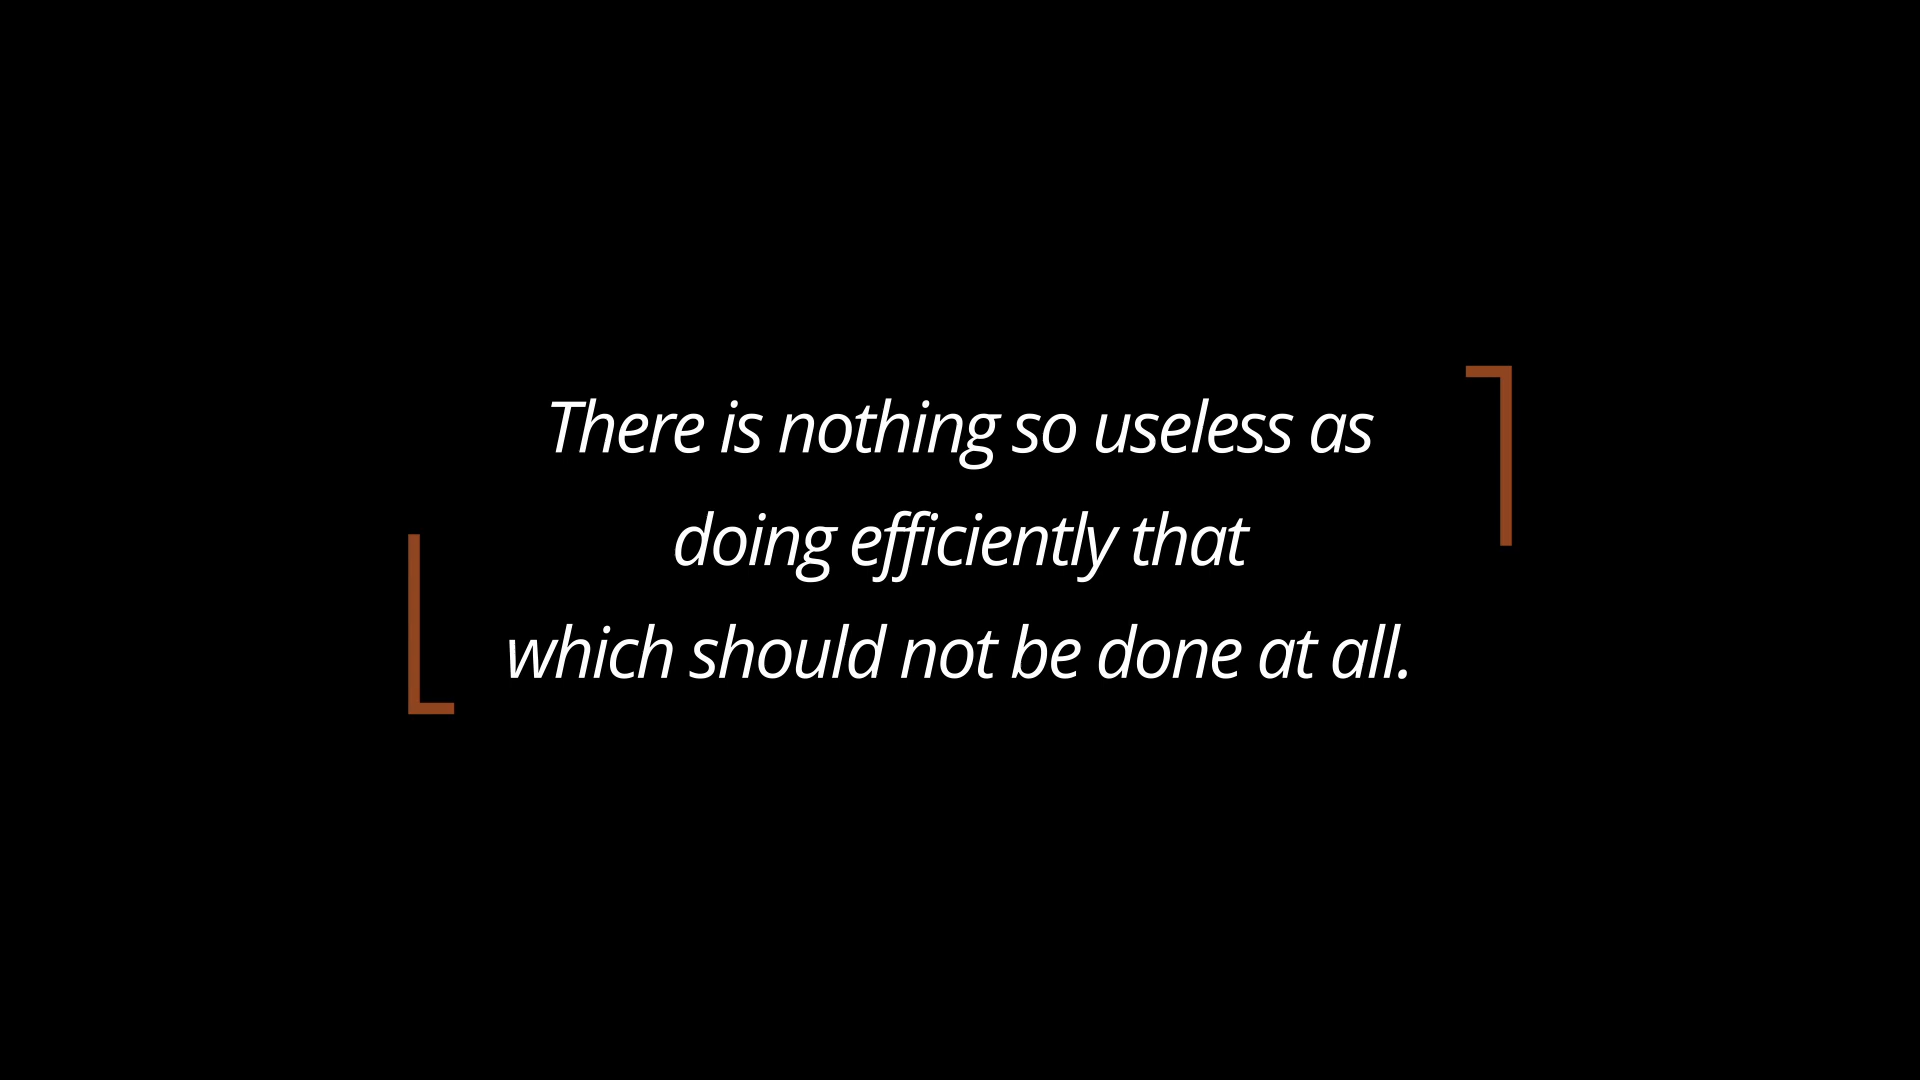 There is nothing so useless as
doing efficiently that
which should not be done at all.